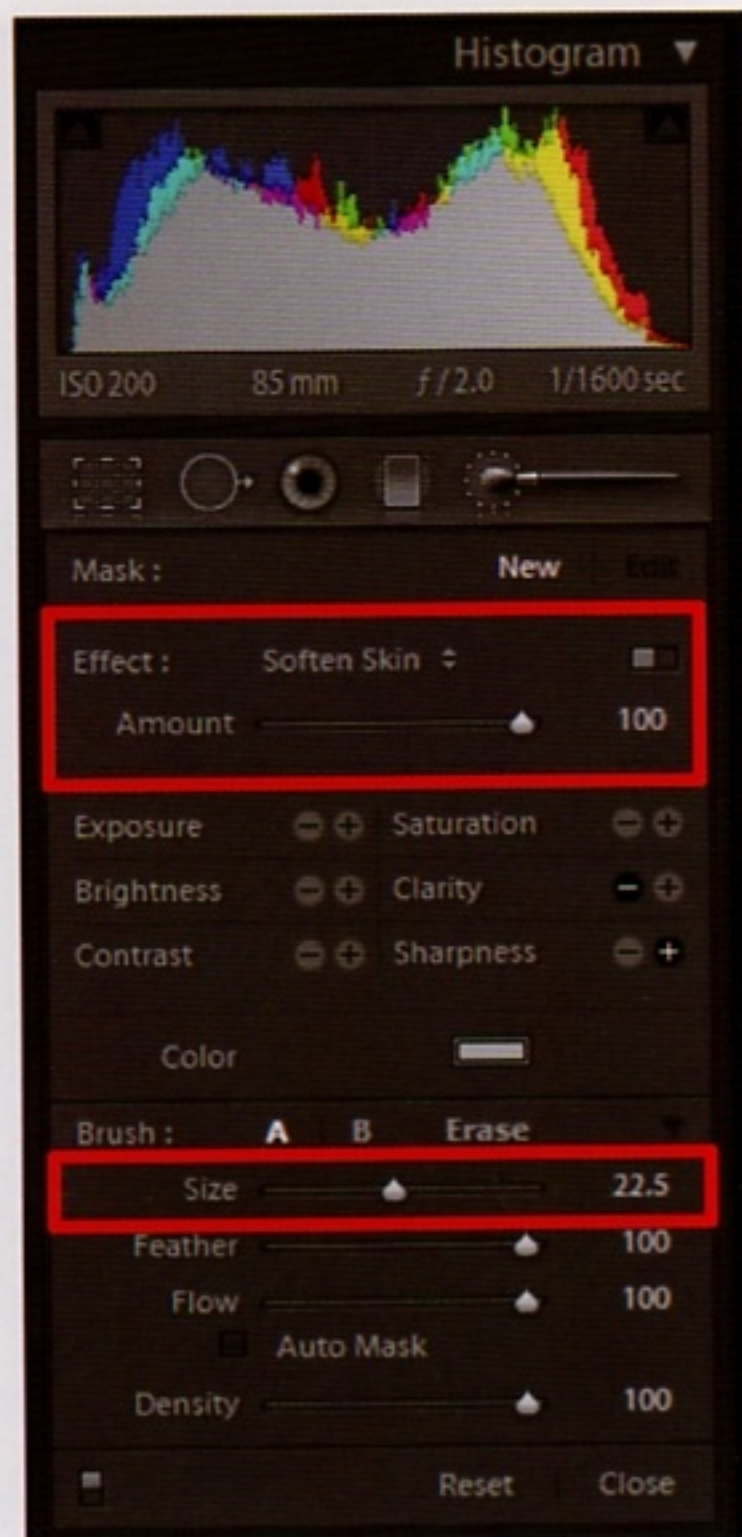 Histogram
ISO 200 85 mm ƒ / 2.0 1/1600 sec
Mask : New Edit
Effect : Soften Skin
Amount 100
Exposure Saturation
Brightness Clarity
Contrast Sharpness
Color
Brush : A B Erase
Size 22.5
Feather 100
Flow 100
Auto Mask
Density 100
Reset Close